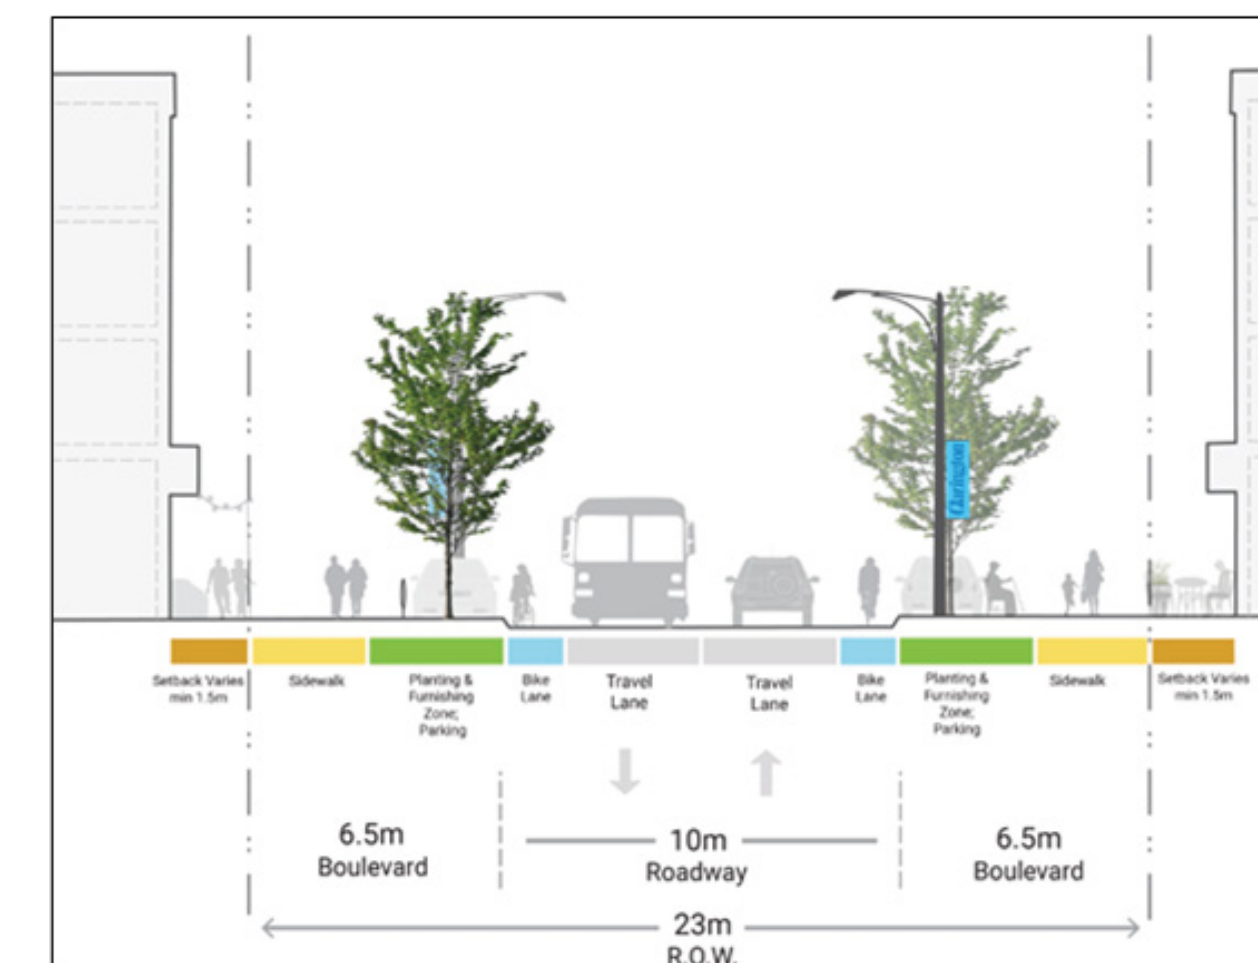 Clarington
Setback Varies
min 1.5m
Sidewalk
Planting &
Furnishing
Zone;
Parking
Bike
Lane
Travel
Lane
Travel
Lane
Bike
Lane
Planting &
Furnishing
Zone;
Parking
Sidewalk
Setback Varies
min 1.5m
6.5m
Boulevard
10m
Roadway
6.5m
Boulevard
23m
R.O.W.